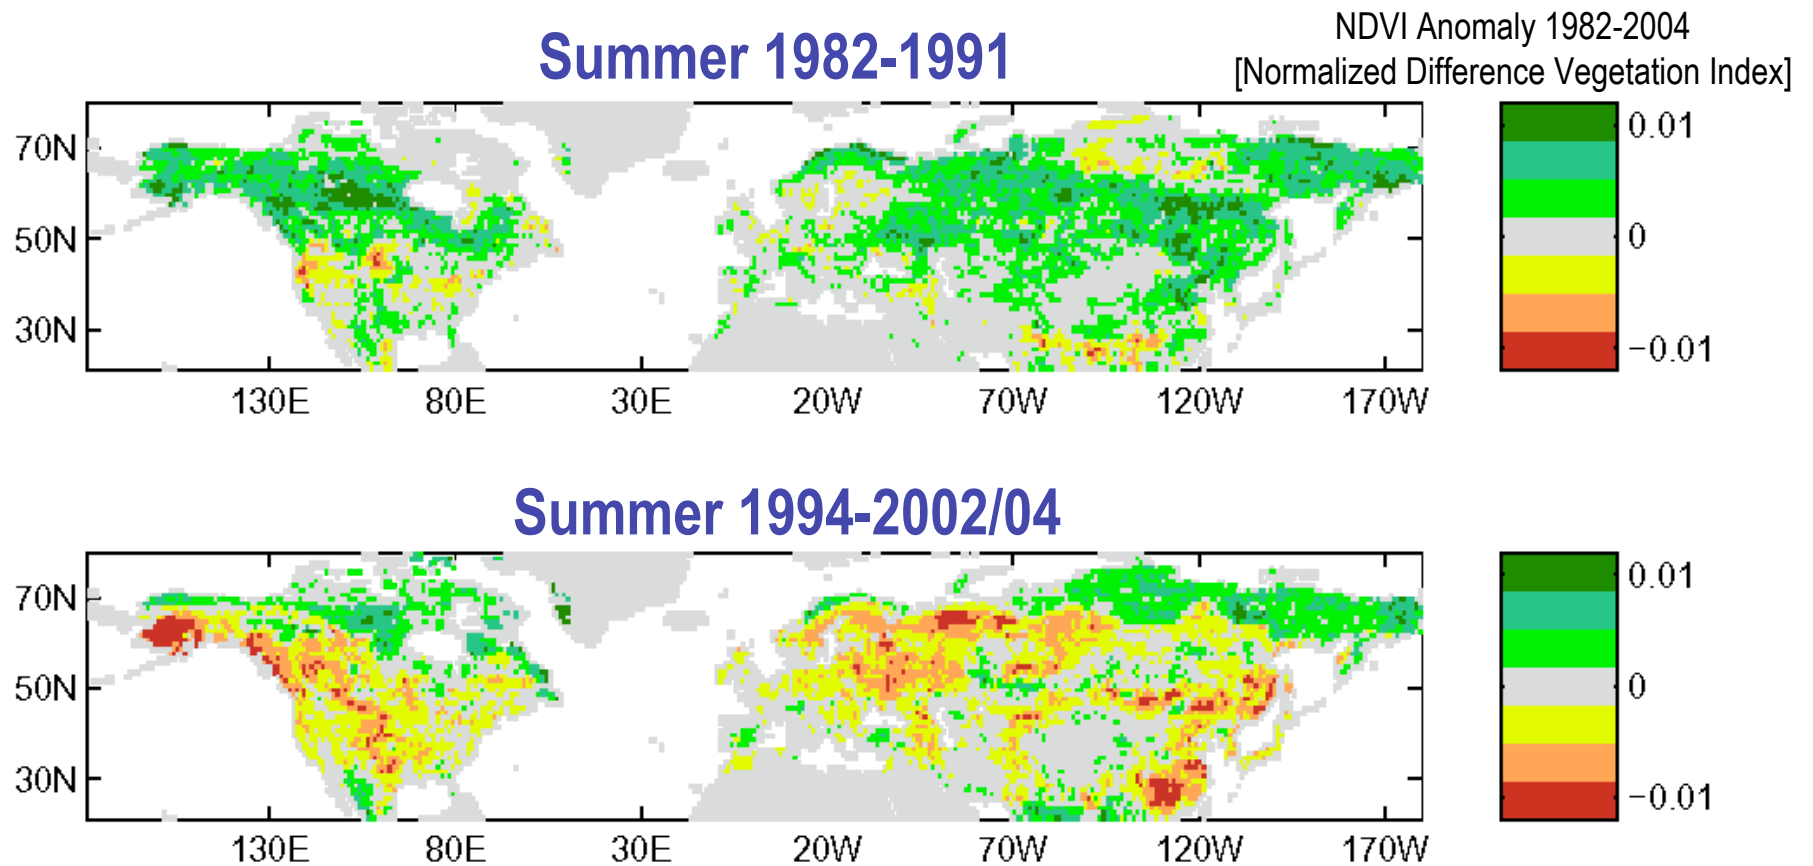 Summer 1982-1991
NDVI Anomaly 1982-2004
[Normalized Difference Vegetation Index]
70N
50N
30N
130E 80E 30E 20W 70W 120W 170W
0.01
0
−0.01
Summer 1994-2002/04
70N
50N
30N
130E 80E 30E 20W 70W 120W 170W
0.01
0
−0.01